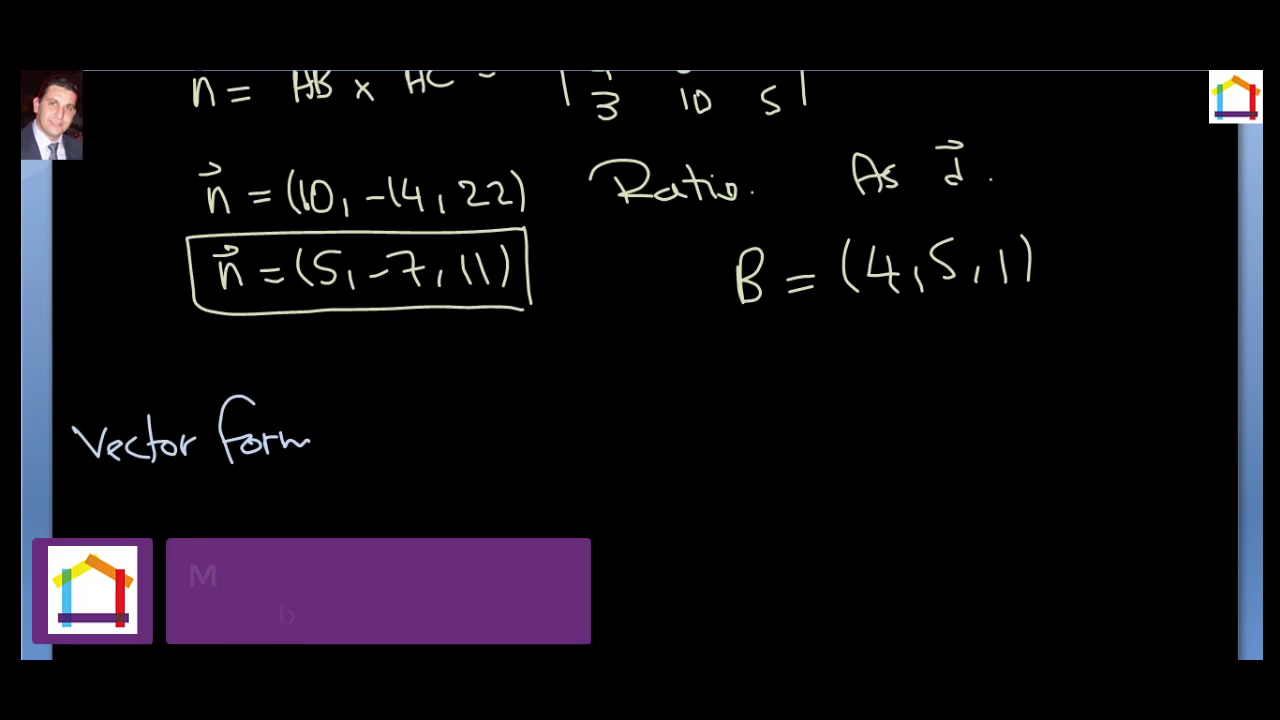 n = AB x AC =
3 10 5
n = (10, -14, 22) Ratio. As d.
n = (5, -7, 11) B = (4, 5, 1)
Vector form
M
b